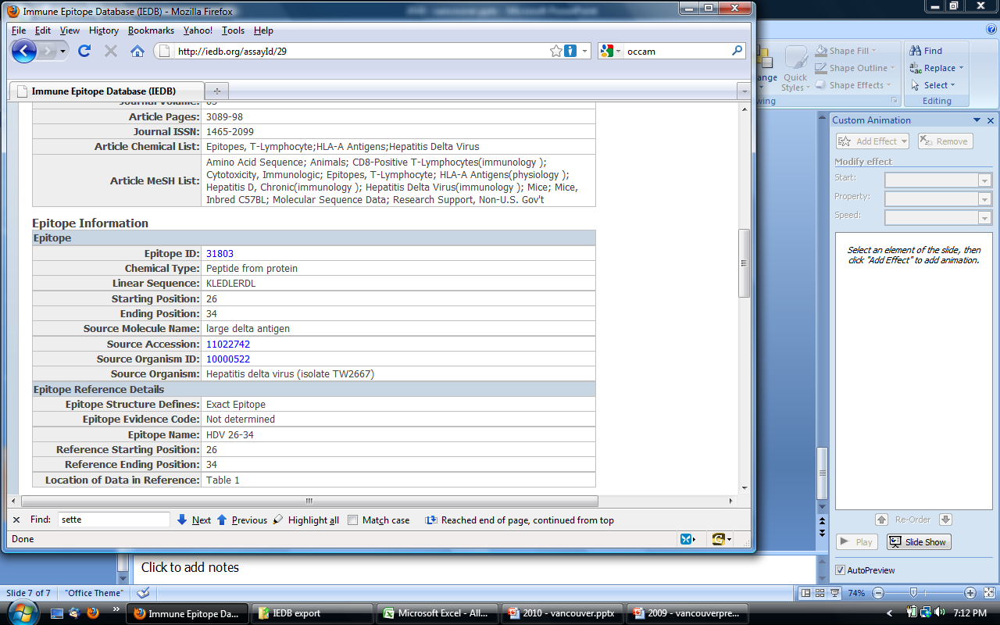 Immune Epitope Database (IEDB) - Mozilla Firefox
File Edit View History Bookmarks Yahoo! Tools Help
http://iedb.org/assayId/29
occam
Immune Epitope Database (IEDB)
Journal Volume:
Article Pages: 3089-98
Journal ISSN: 1465-2099
Article Chemical List: Epitopes, T-Lymphocyte;HLA-A Antigens;Hepatitis Delta Virus
Article MeSH List: Amino Acid Sequence; Animals; CD8-Positive T-Lymphocytes(immunology );
Cytotoxicity, Immunologic; Epitopes, T-Lymphocyte; HLA-A Antigens(physiology );
Hepatitis D, Chronic(immunology ); Hepatitis Delta Virus(immunology ); Mice; Mice,
Inbred C57BL; Molecular Sequence Data; Research Support, Non-U.S. Gov't
Epitope Information
Epitope
Epitope ID: 31803
Chemical Type: Peptide from protein
Linear Sequence: KLEDLERDL
Starting Position: 26
Ending Position: 34
Source Molecule Name: large delta antigen
Source Accession: 11022742
Source Organism ID: 10000522
Source Organism: Hepatitis delta virus (isolate TW2667)
Epitope Reference Details
Epitope Structure Defines: Exact Epitope
Epitope Evidence Code: Not determined
Epitope Name: HDV 26-34
Reference Starting Position: 26
Reference Ending Position: 34
Location of Data in Reference: Table 1
Find: sette Next Previous Highlight all Match case Reached end of page, continued from top
Done
ange
Quick
Styles
Shape Fill
Shape Outline
Shape Effects
wing
Find
Replace
Select
Editing
Custom Animation
Add Effect Remove
Modify effect
Start:
Property:
Speed:
Select an element of the slide, then
click "Add Effect" to add animation.
Re-Order
Play Slide Show
AutoPreview
Click to add notes
Slide 7 of 7 "Office Theme" 74%
Immune Epitope Da... IEDB export Microsoft Excel - All... 2010 - vancouver.pptx 2009 - vancouverpre... 7:12 PM